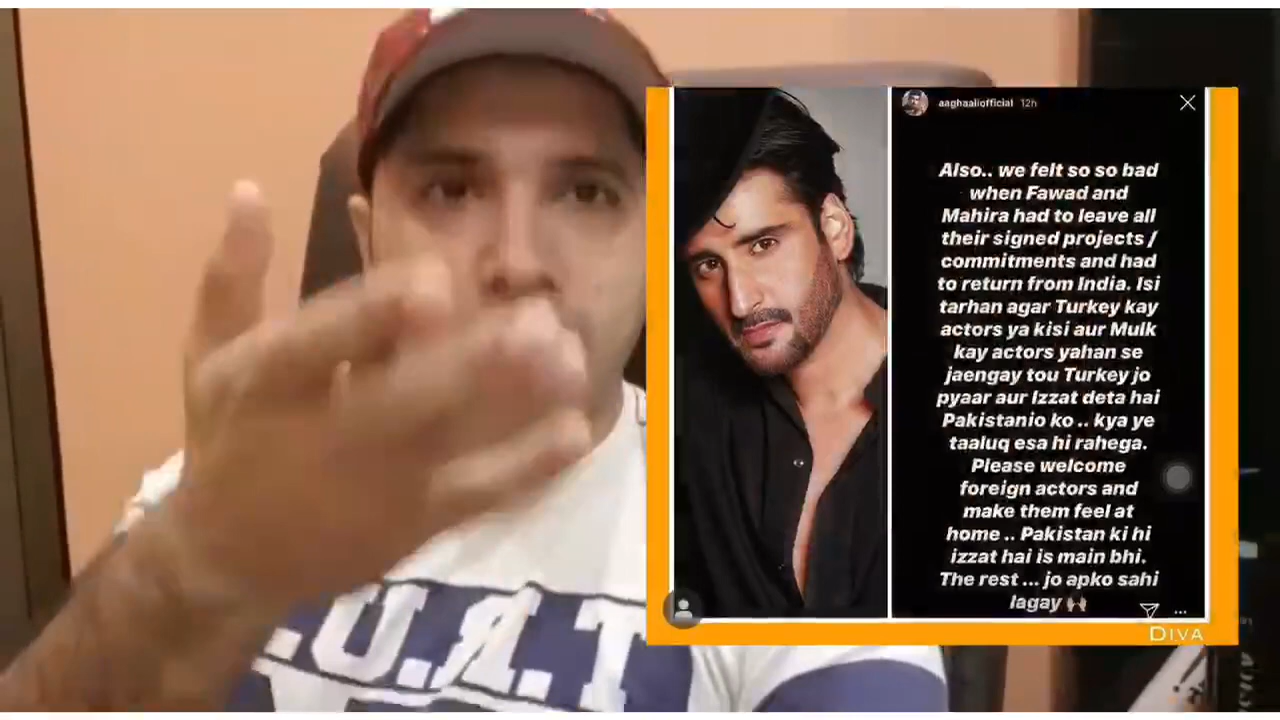 aaghaaliofficial 12h
Also.. we felt so so bad
when Fawad and
Mahira had to leave all
their signed projects /
commitments and had
to return from India. Isi
tarhan agar Turkey kay
actors ya kisi aur Mulk
kay actors yahan se
jaengay tou Turkey jo
pyaar aur Izzat deta hai
Pakistanio ko .. kya ye
taaluq esa hi rahega.
Please welcome
foreign actors and
make them feel at
home .. Pakistan ki hi
izzat hai is main bhi.
The rest ... jo apko sahi
lagay 🙌🏻
DIVA
.U.R.T